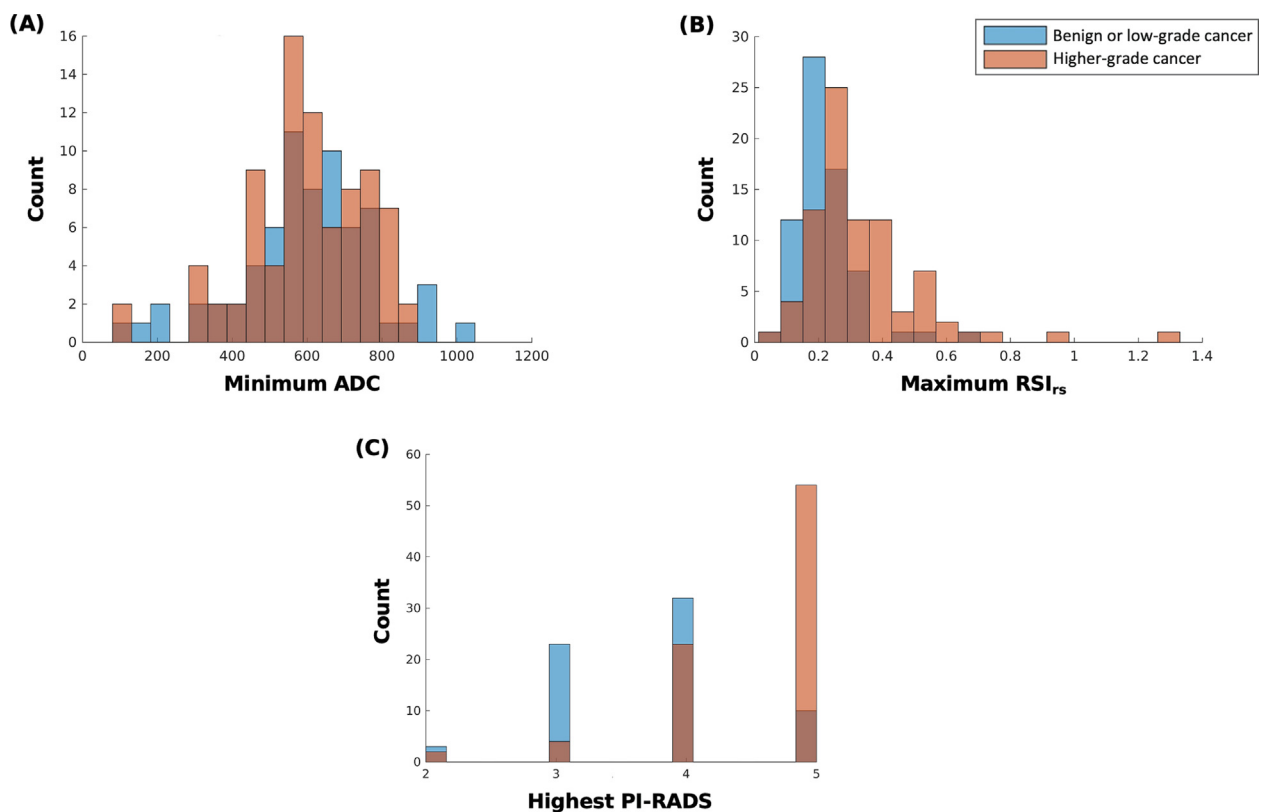 (A)
16
14
12
10
8
6
4
2
0
Count
0 200 400 600 800 1000 1200
Minimum ADC
(B)
30
25
20
15
10
5
0
Count
0 0.2 0.4 0.6 0.8 1 1.2 1.4
Maximum RSIrs
Benign or low-grade cancer
Higher-grade cancer
(C)
60
50
40
30
20
10
0
Count
2 3 4 5
Highest PI-RADS